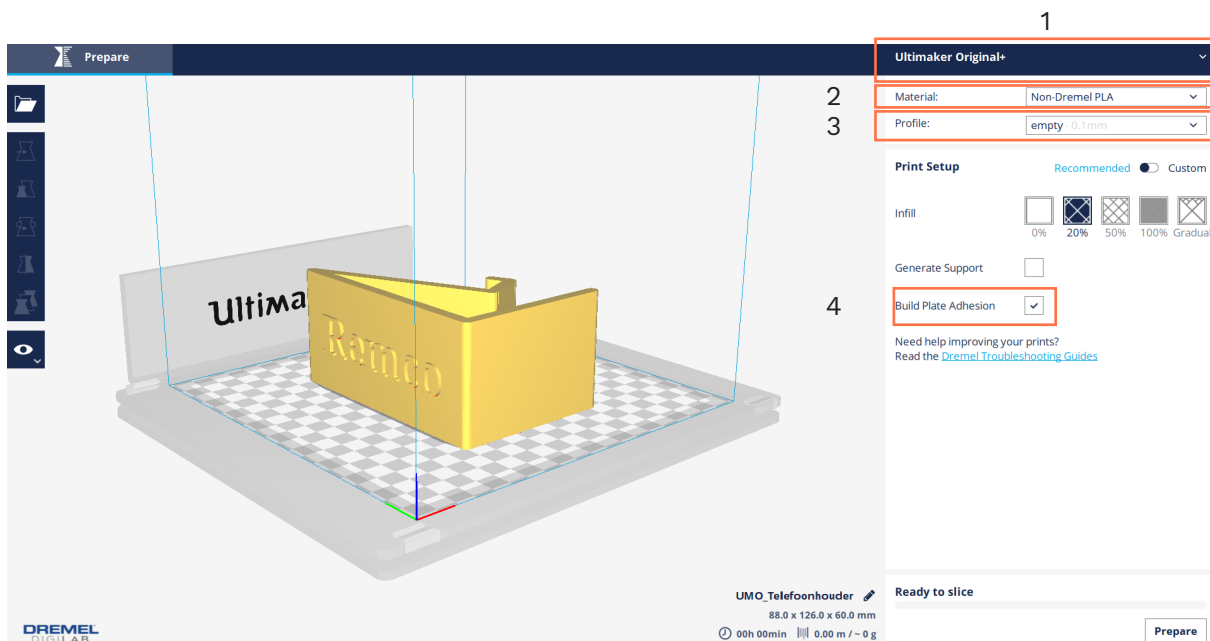 1
Prepare
Ultimaker Original+
2
Material: Non-Dremel PLA
3
Profile: empty - 0.1mm
Print Setup Recommended Custom
Infill
0% 20% 50% 100% Gradual
Generate Support
4
Build Plate Adhesion
Need help improving your prints?
Read the Dremel Troubleshooting Guides
Ultima
Remco
UMO_Telefoonhouder
88.0 x 126.0 x 60.0 mm
00h 00min 0.00 m / ~ 0 g
Ready to slice
Prepare
DREMEL
DIGILAB